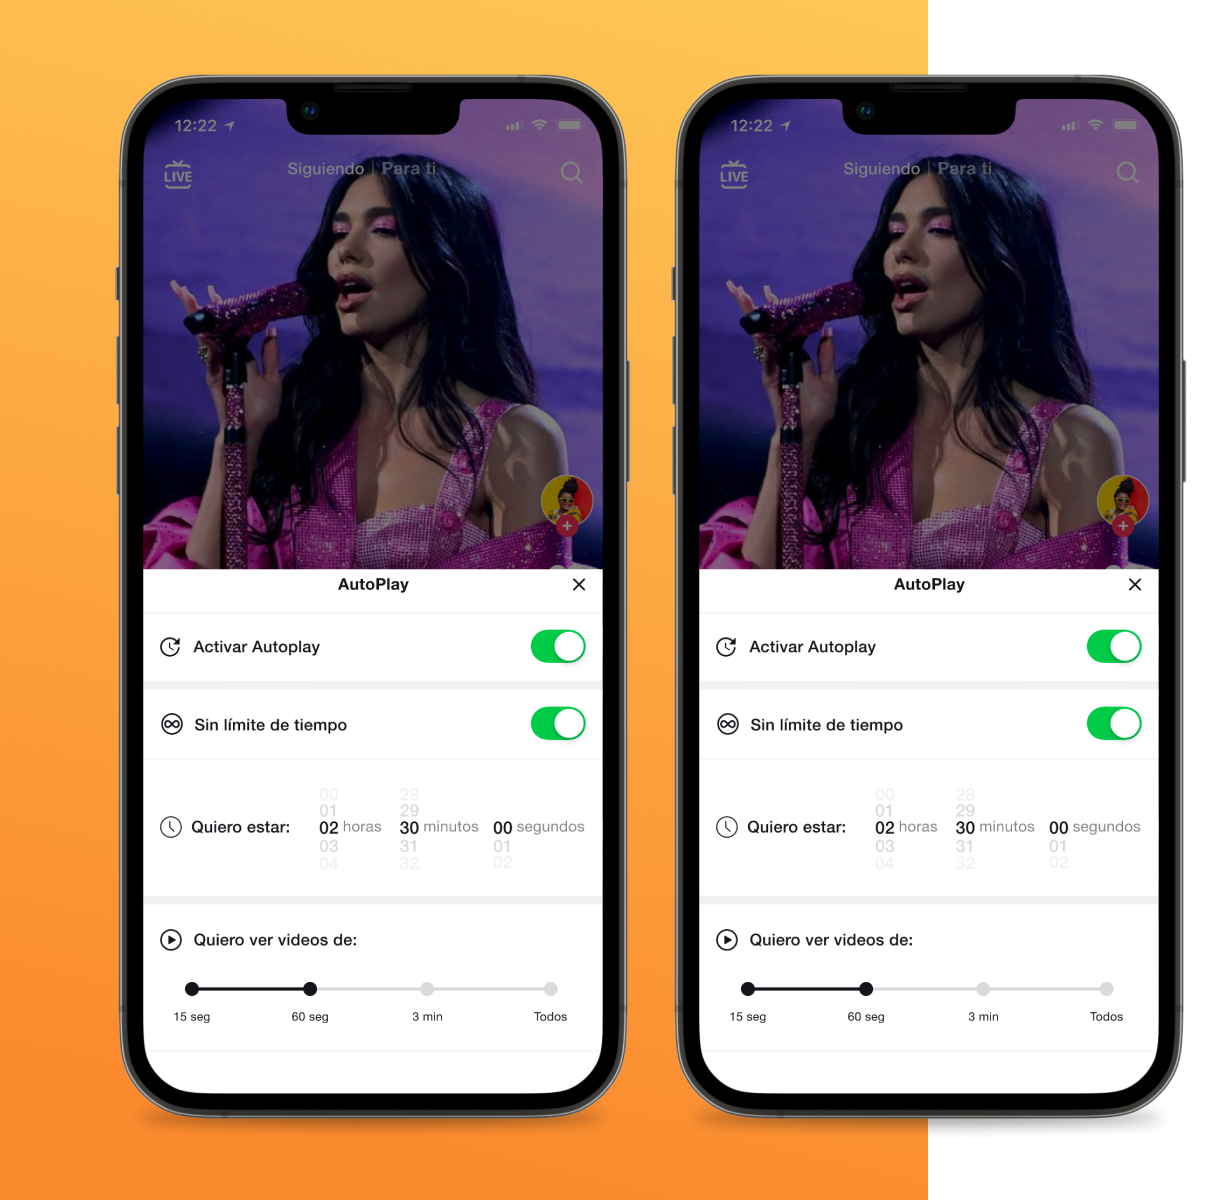 12:22
LIVE
Siguiendo | Para ti
AutoPlay
Activar Autoplay
Sin límite de tiempo
00 28
01 29
Quiero estar: 02 horas 30 minutos 00 segundos
03 31 01
04 32 02
Quiero ver videos de:
15 seg 60 seg 3 min Todos
12:22
LIVE
Siguiendo | Para ti
AutoPlay
Activar Autoplay
Sin límite de tiempo
00 28
01 29
Quiero estar: 02 horas 30 minutos 00 segundos
03 31 01
04 32 02
Quiero ver videos de:
15 seg 60 seg 3 min Todos